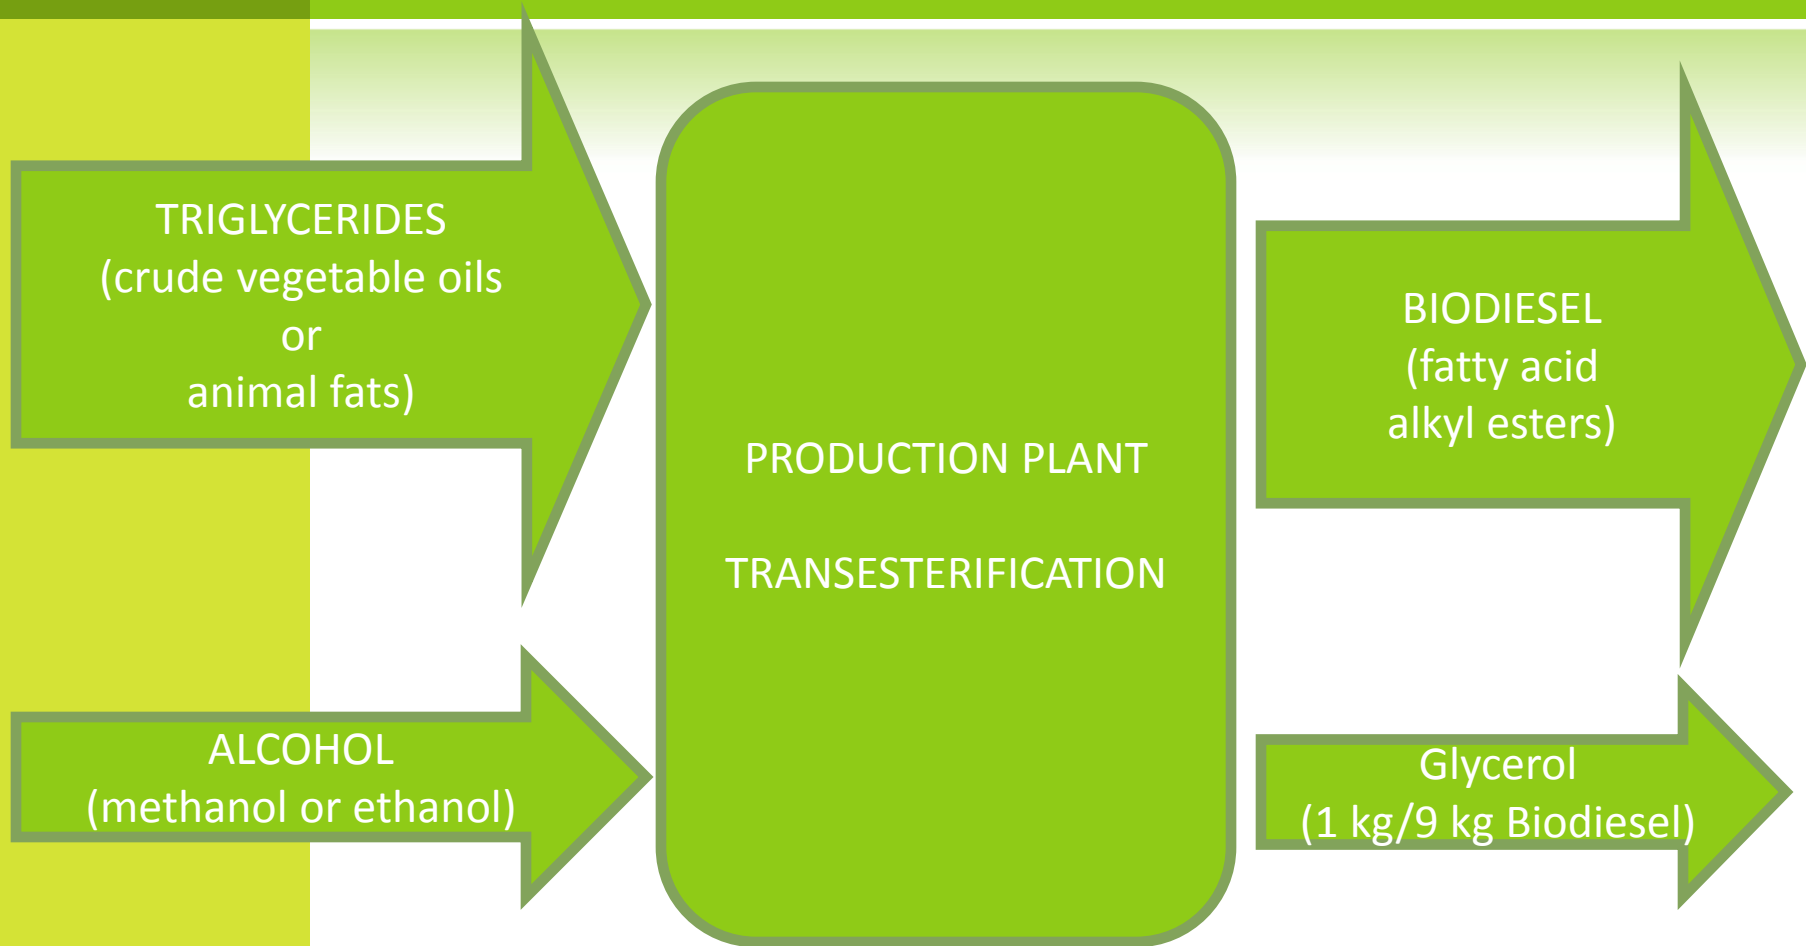 TRIGLYCERIDES
(crude vegetable oils
or
animal fats)
ALCOHOL
(methanol or ethanol)
PRODUCTION PLANT
TRANSESTERIFICATION
BIODIESEL
(fatty acid
alkyl esters)
Glycerol
(1 kg/9 kg Biodiesel)